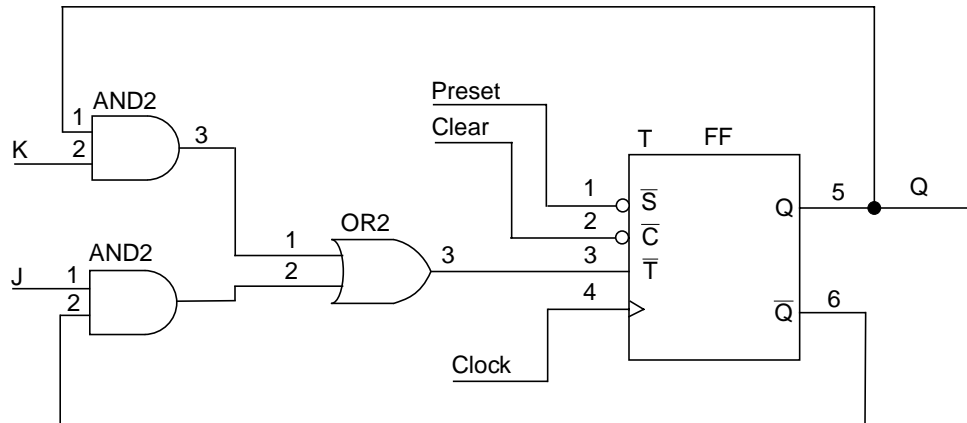 AND2
1
2
3
K
AND2
J
1
2
OR2
1
2
3
Preset
Clear
T FF
1
2
3
4
S̅
C̅
T̅
Q
Q̅
5
6
Q
Clock